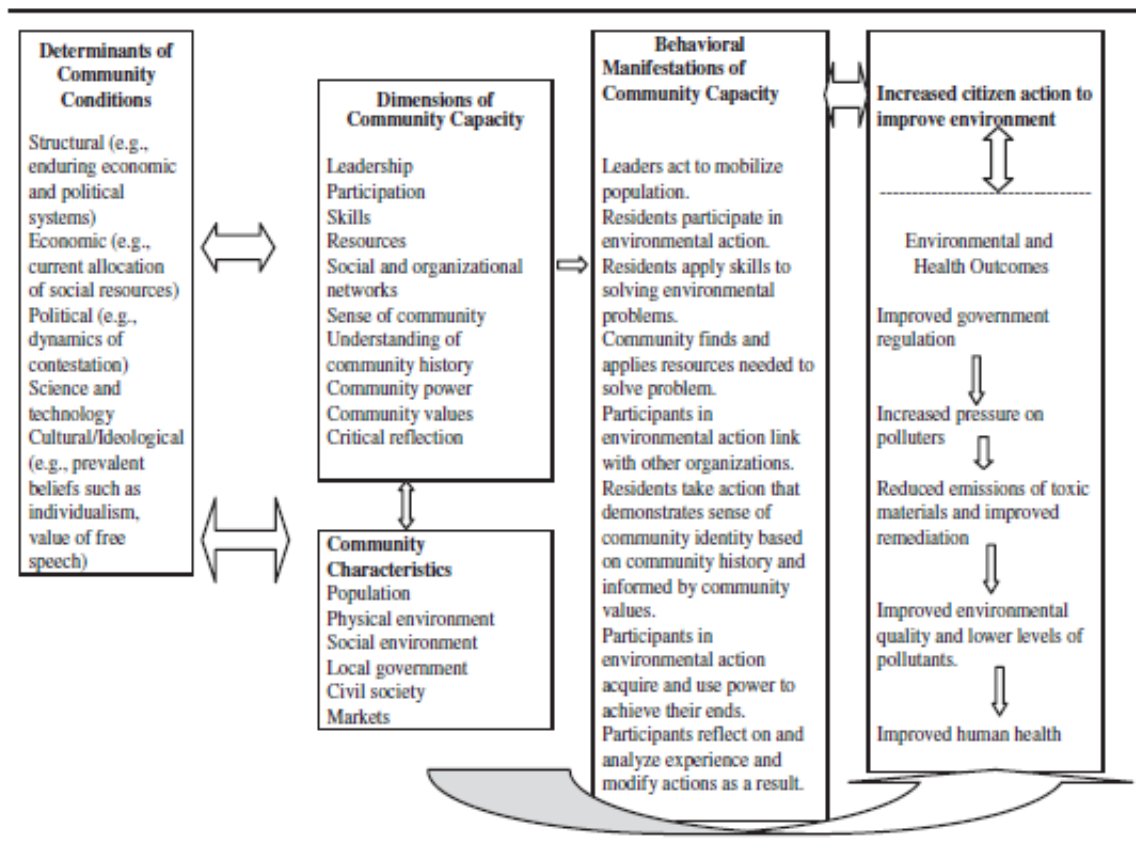 Determinants of
Community
Conditions
Structural (e.g.,
enduring economic
and political
systems)
Economic (e.g.,
current allocation
of social resources)
Political (e.g.,
dynamics of
contestation)
Science and
technology
Cultural/Ideological
(e.g., prevalent
beliefs such as
individualism,
value of free
speech)
Dimensions of
Community Capacity
Leadership
Participation
Skills
Resources
Social and organizational
networks
Sense of community
Understanding of
community history
Community power
Community values
Critical reflection
Community
Characteristics
Population
Physical environment
Social environment
Local government
Civil society
Markets
Behavioral
Manifestations of
Community Capacity
Leaders act to mobilize
population.
Residents participate in
environmental action.
Residents apply skills to
solving environmental
problems.
Community finds and
applies resources needed to
solve problem.
Participants in
environmental action link
with other organizations.
Residents take action that
demonstrates sense of
community identity based
on community history and
informed by community
values.
Participants in
environmental action
acquire and use power to
achieve their ends.
Participants reflect on and
analyze experience and
modify actions as a result.
Increased citizen action to
improve environment
Environmental and
Health Outcomes
Improved government
regulation
Increased pressure on
polluters
Reduced emissions of toxic
materials and improved
remediation
Improved environmental
quality and lower levels of
pollutants.
Improved human health